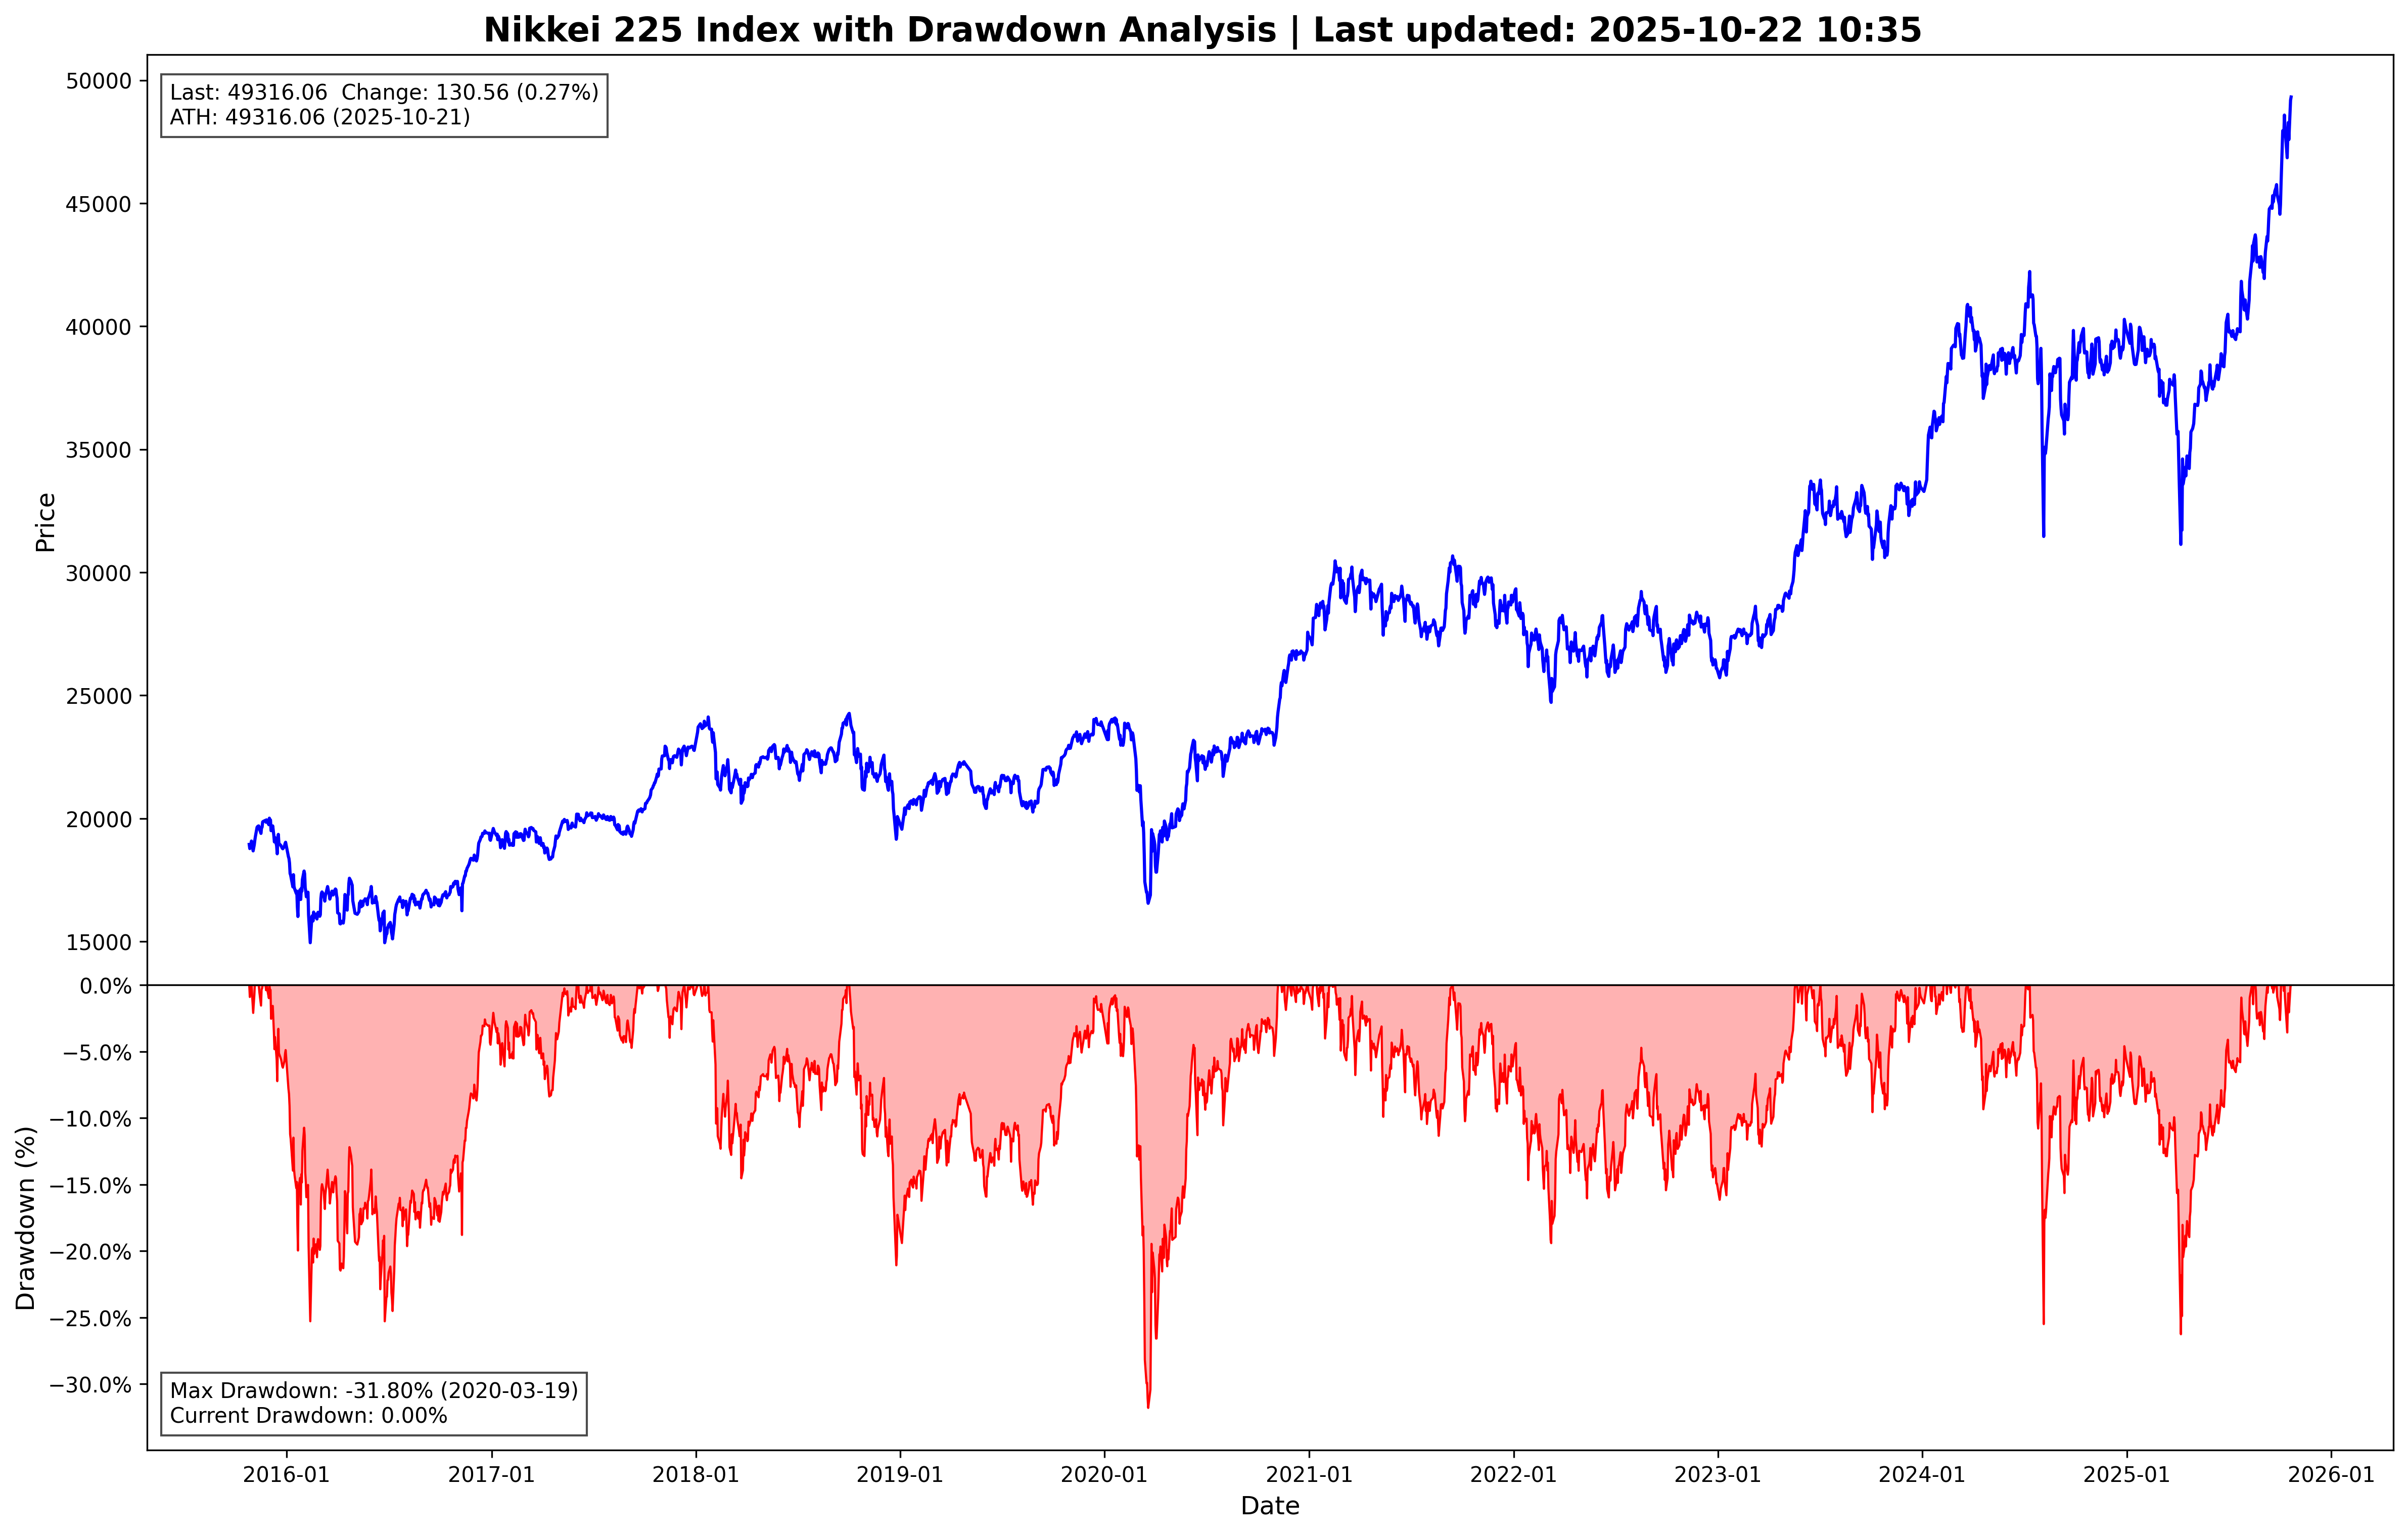 Nikkei 225 Index with Drawdown Analysis | Last updated: 2025-10-22 10:35
Last: 49316.06  Change: 130.56 (0.27%)
ATH: 49316.06 (2025-10-21)
Price
50000
45000
40000
35000
30000
25000
20000
15000
Drawdown (%)
0.0%
−5.0%
−10.0%
−15.0%
−20.0%
−25.0%
−30.0%
Max Drawdown: -31.80% (2020-03-19)
Current Drawdown: 0.00%
2016-01 2017-01 2018-01 2019-01 2020-01 2021-01 2022-01 2023-01 2024-01 2025-01 2026-01
Date